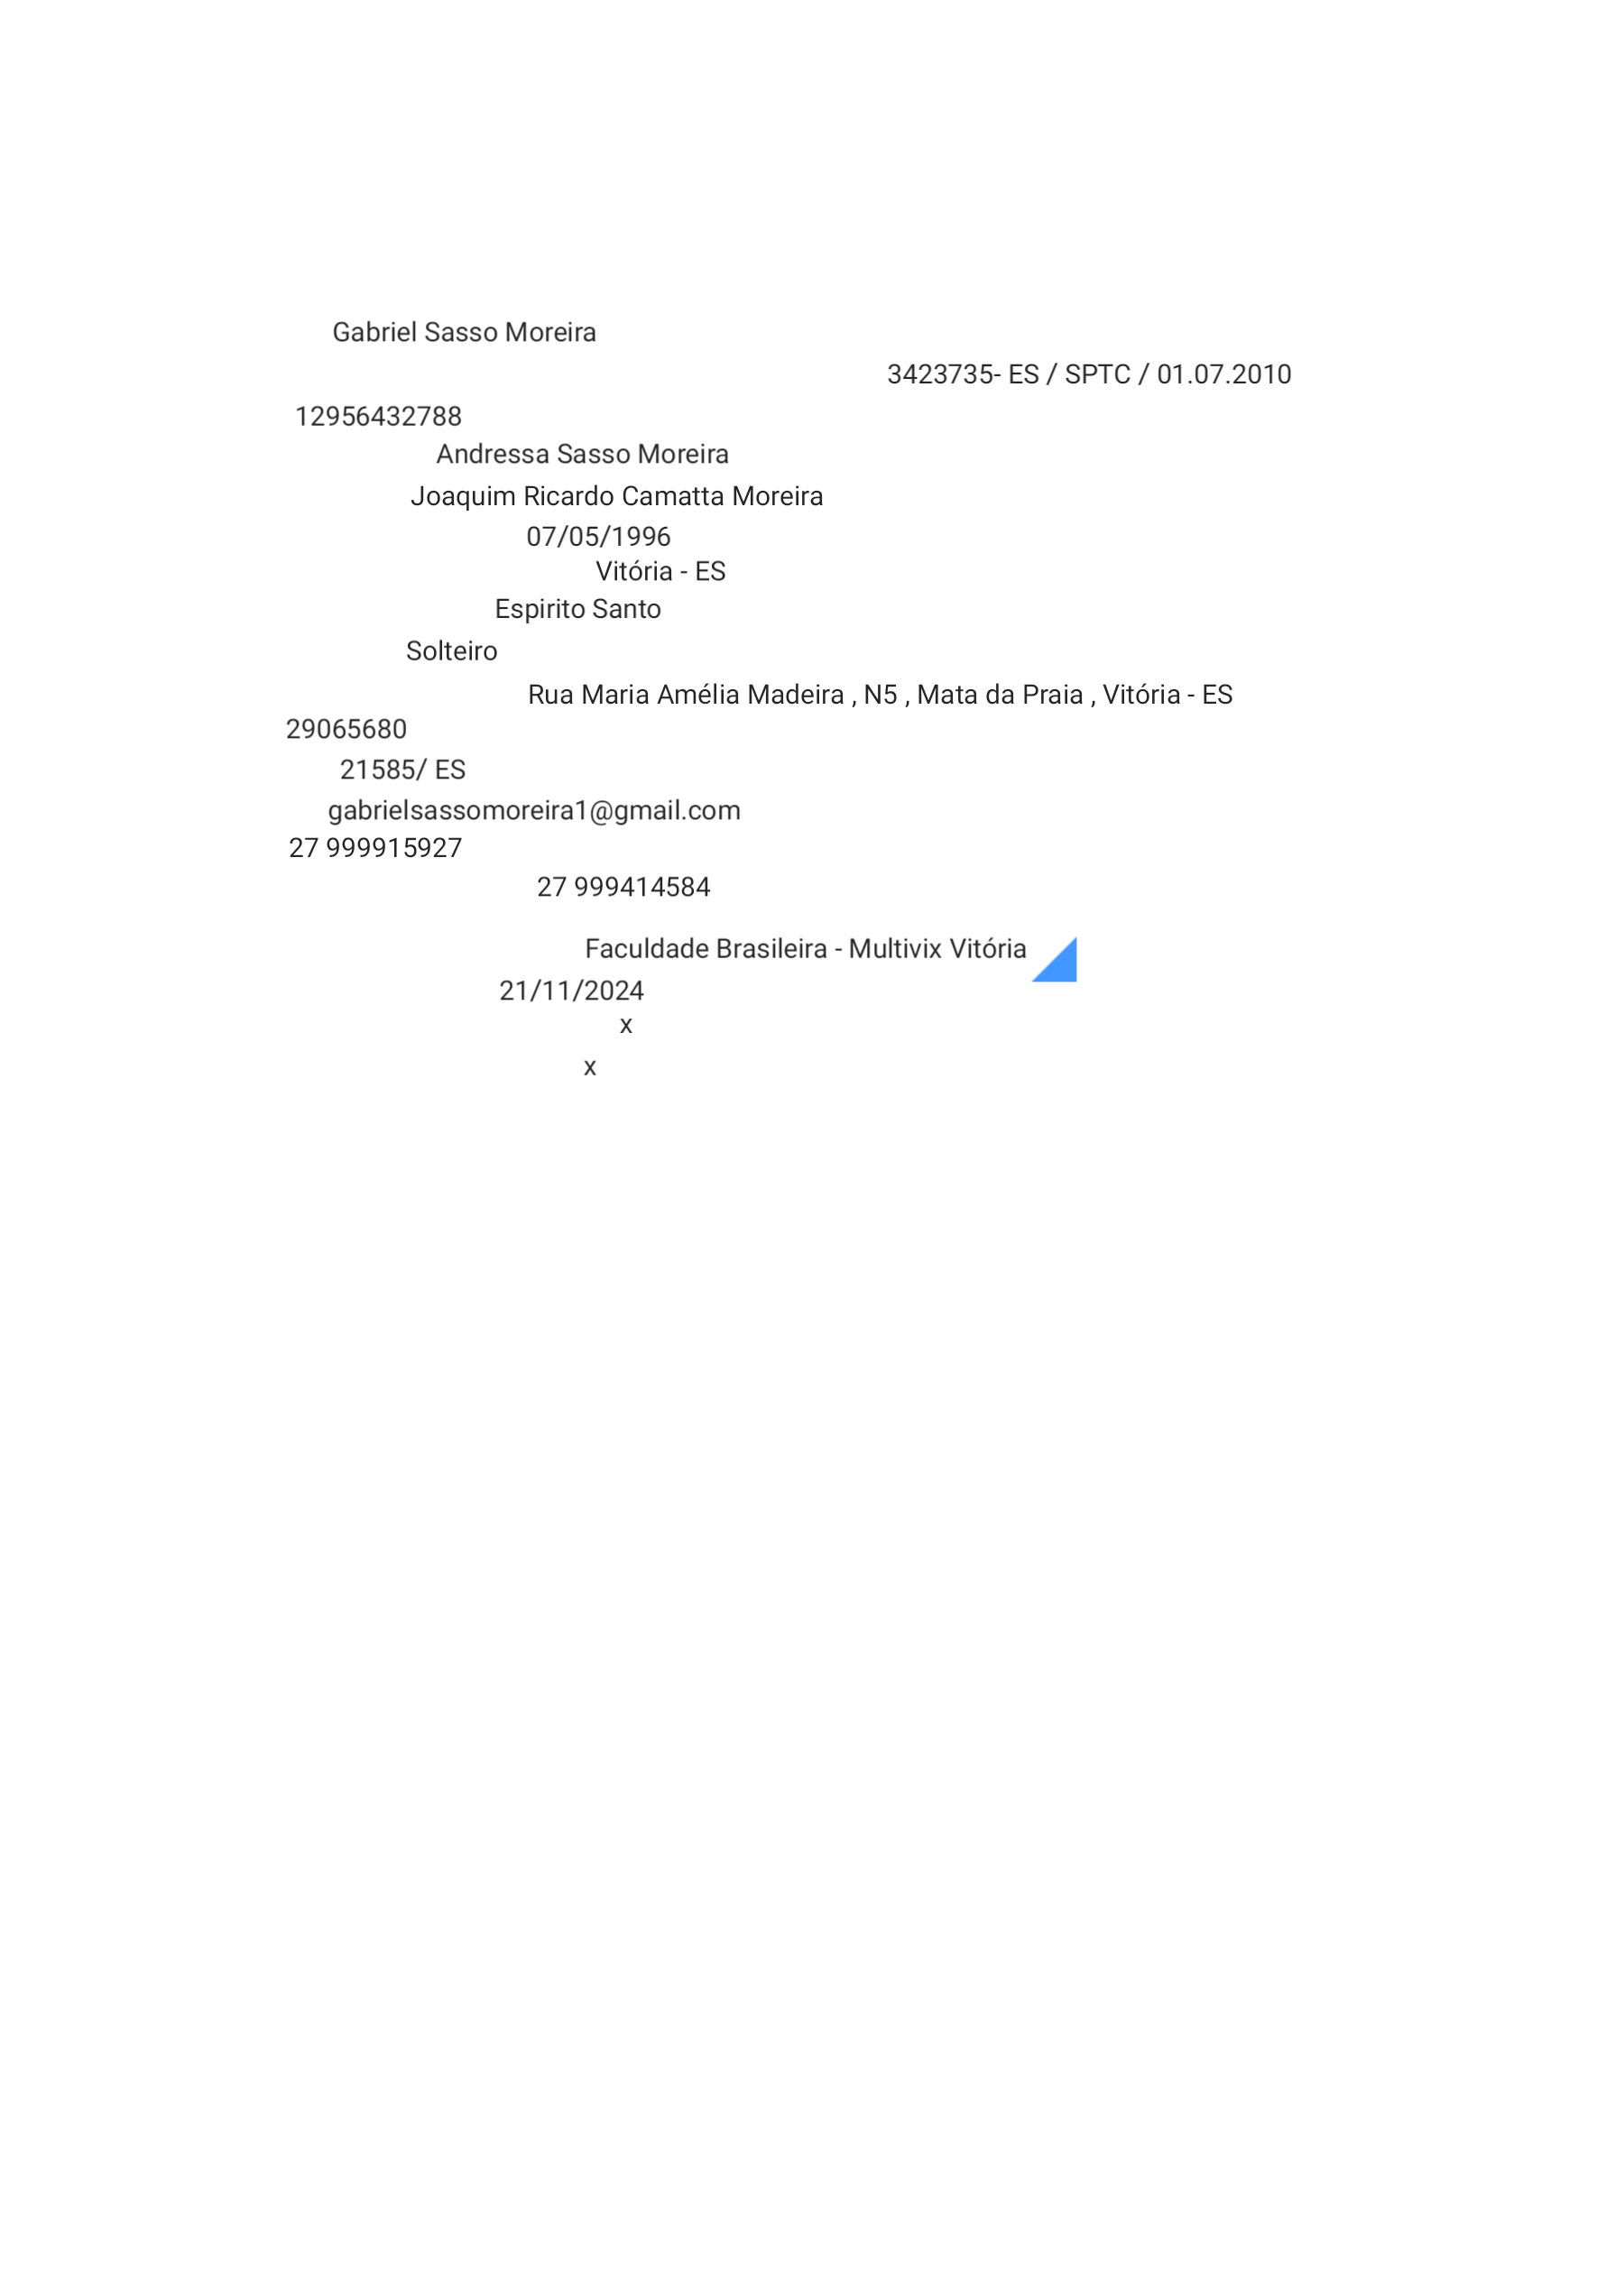 Gabriel Sasso Moreira
3423735- ES / SPTC / 01.07.2010
12956432788
Andressa Sasso Moreira
Joaquim Ricardo Camatta Moreira
07/05/1996
Vitória - ES
Espirito Santo
Solteiro
Rua Maria Amélia Madeira , N5 , Mata da Praia , Vitória - ES
29065680
21585/ ES
gabrielsassomoreira1@gmail.com
27 999915927
27 999414584
Faculdade Brasileira - Multivix Vitória
21/11/2024
x
x